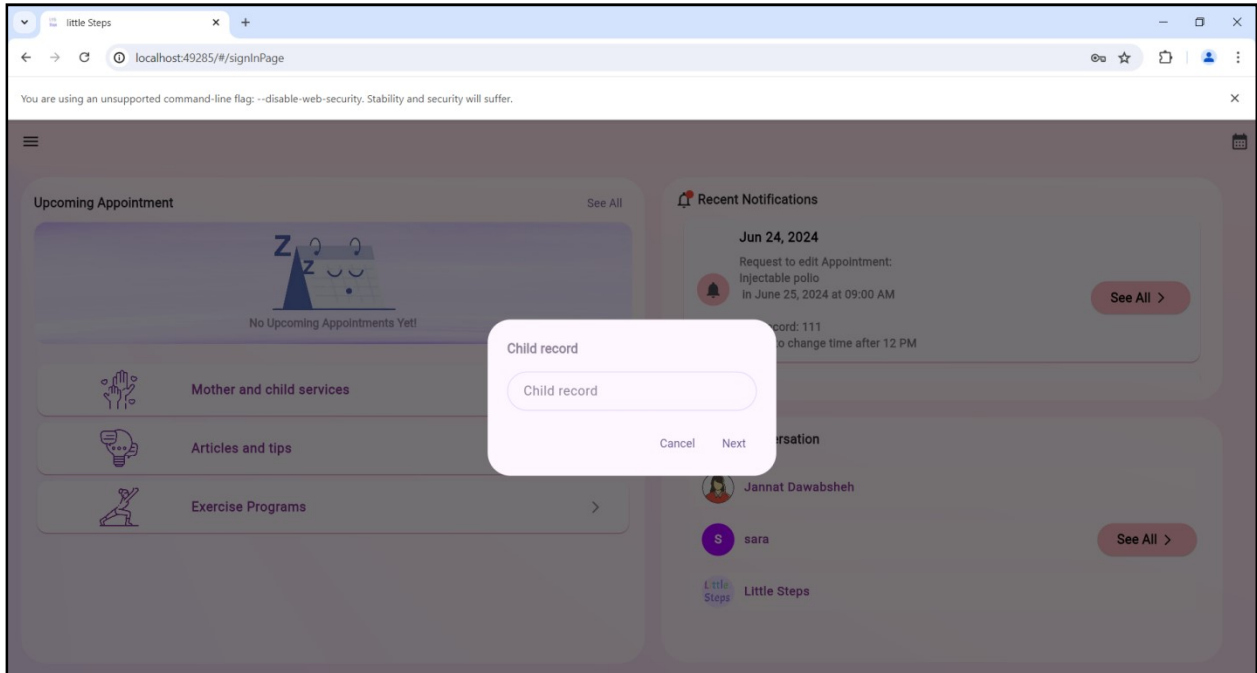 little Steps
localhost:49285/#/signInPage
You are using an unsupported command-line flag: --disable-web-security. Stability and security will suffer.
Upcoming Appointment
See All
Z
z
No Upcoming Appointments Yet!
Mother and child services
Articles and tips
Exercise Programs
Recent Notifications
Jun 24, 2024
Request to edit Appointment:
Injectable polio
in June 25, 2024 at 09:00 AM
cord: 111
o change time after 12 PM
See All
Child record
Child record
Cancel
Next
ersation
Jannat Dawabsheh
S
sara
See All
Little
Steps
Little Steps